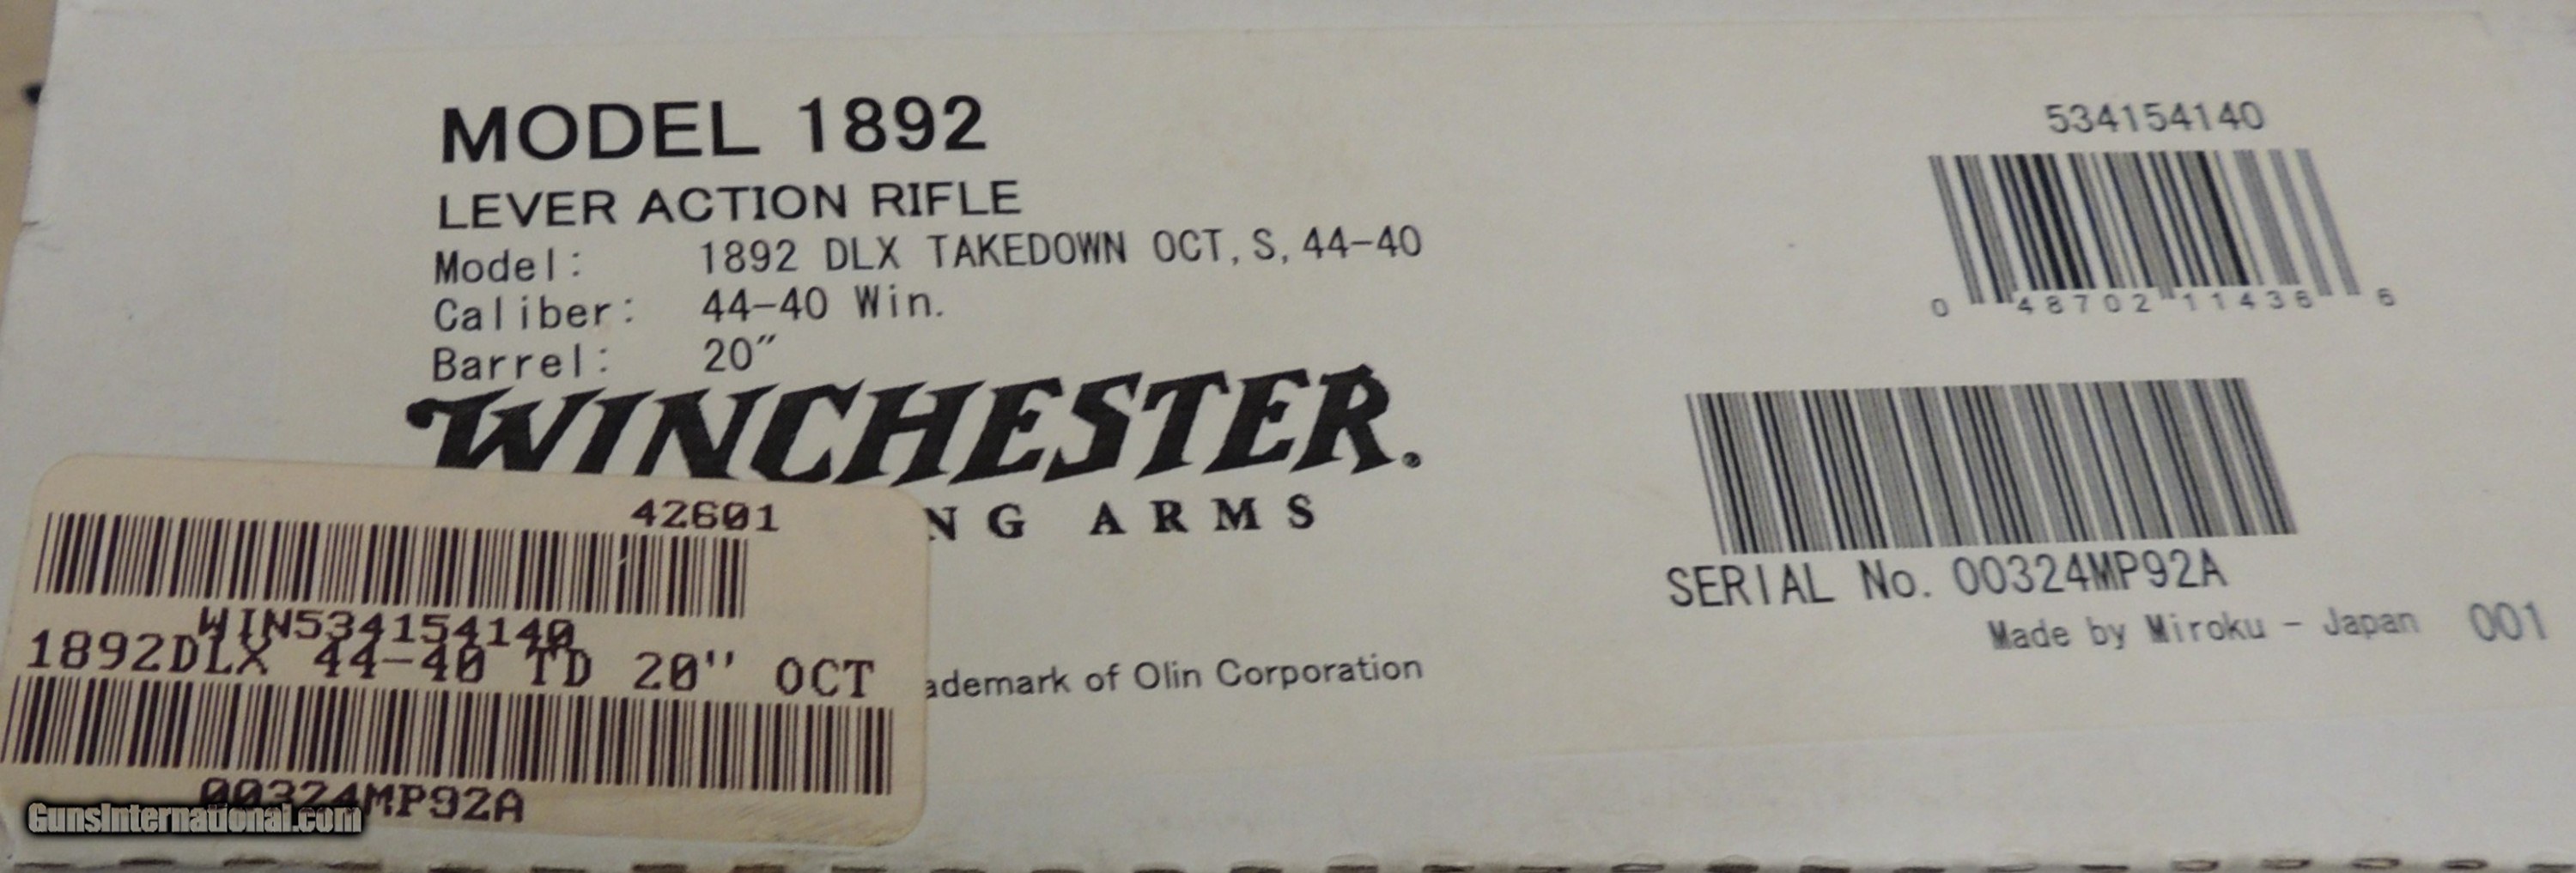 MODEL 1892
LEVER ACTION RIFLE
Model: 1892 DLX TAKEDOWN OCT, S, 44-40
Caliber: 44-40 Win.
Barrel: 20"
WINCHESTER.
NG ARMS
ademark of Olin Corporation
534154140
0 48702 11436 6
SERIAL No. 00324MP92A
Made by Miroku - Japan 001
42601
WIN534154140
1892DLX 44-40 TD 20" OCT
00324MP92A
GunsInternational.com